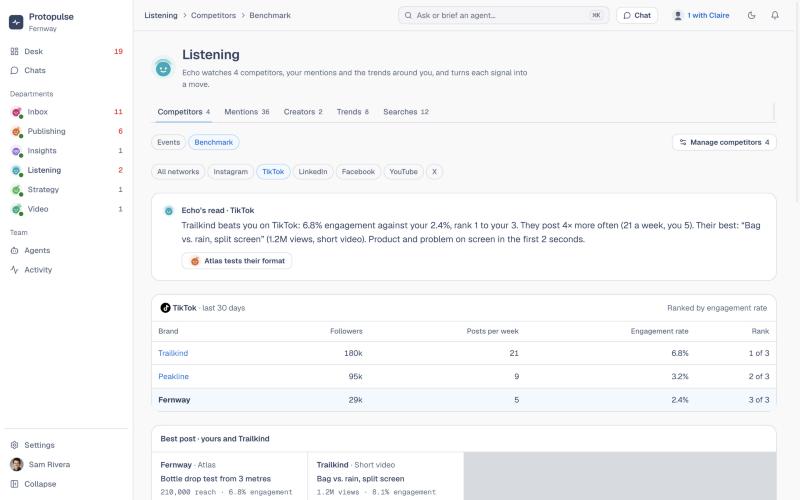 Protopulse
Fernway
Desk 19
Chats
Departments
Inbox 11
Publishing 6
Insights 1
Listening 2
Strategy 1
Video 1
Team
Agents
Activity
Settings
Sam Rivera
Collapse
Listening > Competitors > Benchmark
Ask or brief an agent… ⌘K
Chat
1 with Claire
Listening
Echo watches 4 competitors, your mentions and the trends around you, and turns each signal into
a move.
Competitors 4 Mentions 36 Creators 2 Trends 8 Searches 12
Events Benchmark
Manage competitors 4
All networks Instagram TikTok LinkedIn Facebook YouTube X
Echo's read · TikTok
Trailkind beats you on TikTok: 6.8% engagement against your 2.4%, rank 1 to your 3. They post 4× more often (21 a week, you 5). Their best: “Bag
vs. rain, split screen” (1.2M views, short video). Product and problem on screen in the first 2 seconds.
Atlas tests their format
TikTok · last 30 days Ranked by engagement rate
Brand Followers Posts per week Engagement rate Rank
Trailkind 180k 21 6.8% 1 of 3
Peakline 95k 9 3.2% 2 of 3
Fernway 29k 5 2.4% 3 of 3
Best post · yours and Trailkind
Fernway · Atlas
Bottle drop test from 3 metres
210,000 reach · 6.8% engagement
Trailkind · Short video
Bag vs. rain, split screen
1.2M views · 8.1% engagement